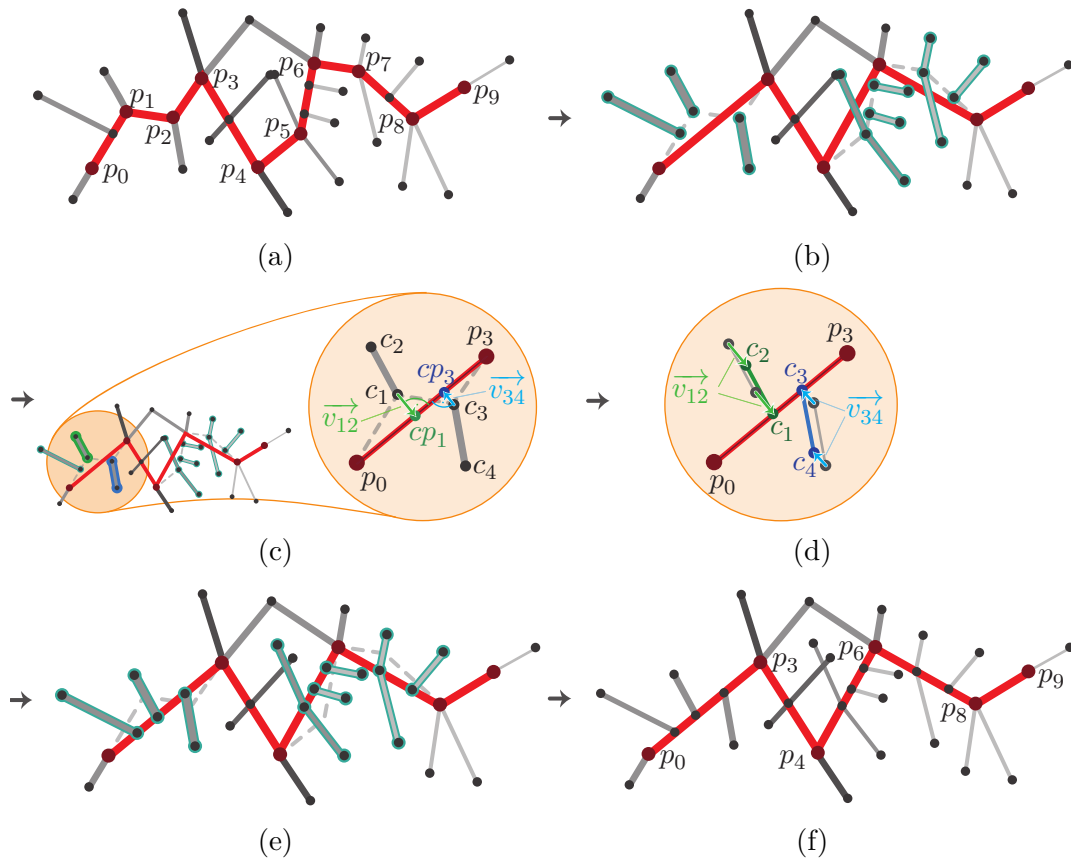 p0 p1 p2 p3 p4 p5 p6 p7 p8 p9
(a)
(b)
c2 p3
c1 cp3
v12 cp1 c3 v34
p0 c4
(c)
p3
c2 c3
v12 c1 v34
c4
p0
(d)
(e)
p0 p3 p4 p6 p8 p9
(f)